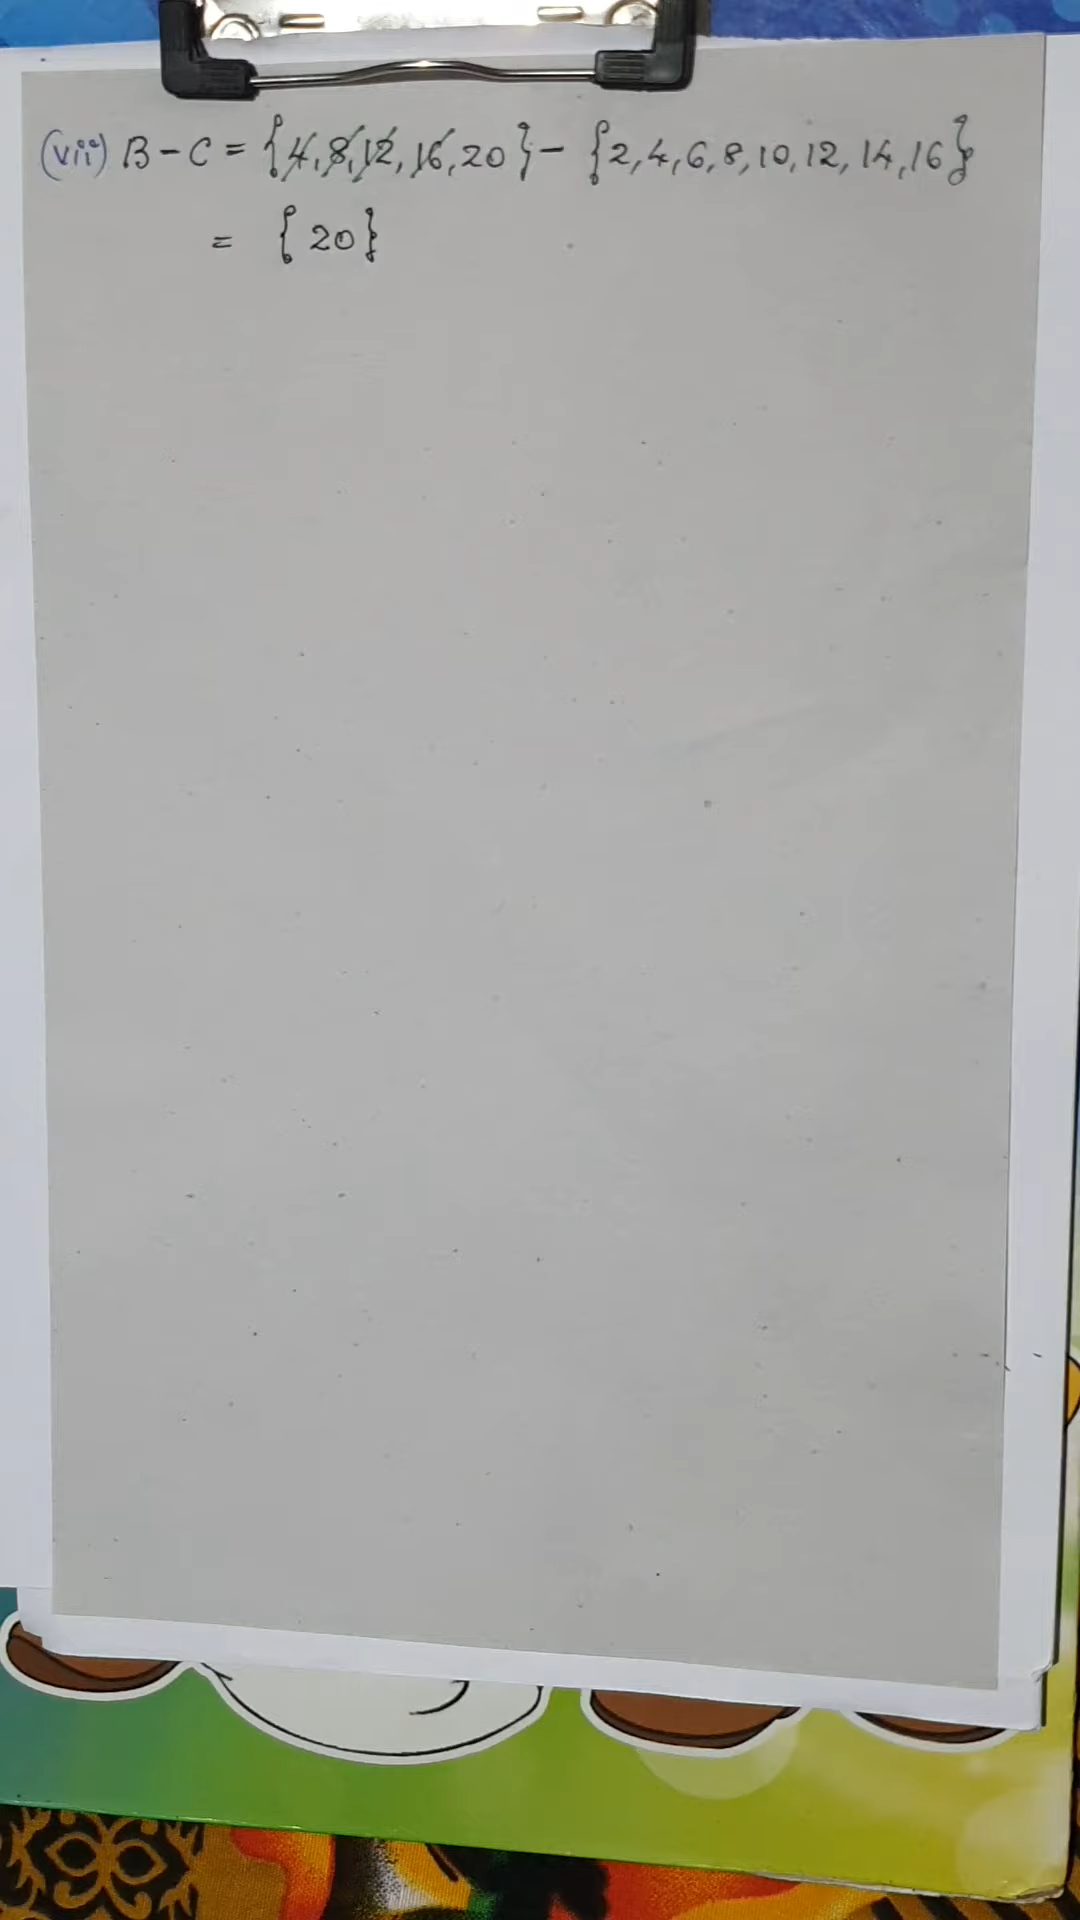 (vii) B - C = {4, 8, 12, 16, 20} - {2, 4, 6, 8, 10, 12, 14, 16}
= {20}